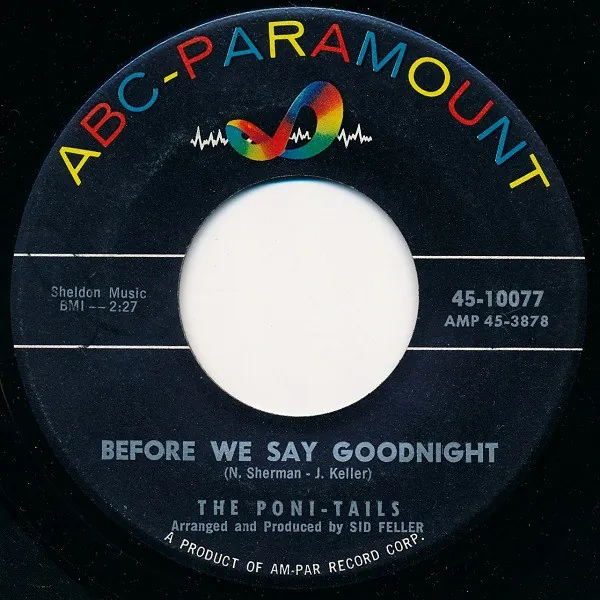 ABC-PARAMOUNT
Sheldon Music
BMI -- 2:27
45-10077
AMP 45-3878
BEFORE WE SAY GOODNIGHT
(N. Sherman - J. Keller)
THE PONI-TAILS
Arranged and Produced by SID FELLER
A PRODUCT OF AM-PAR RECORD CORP.